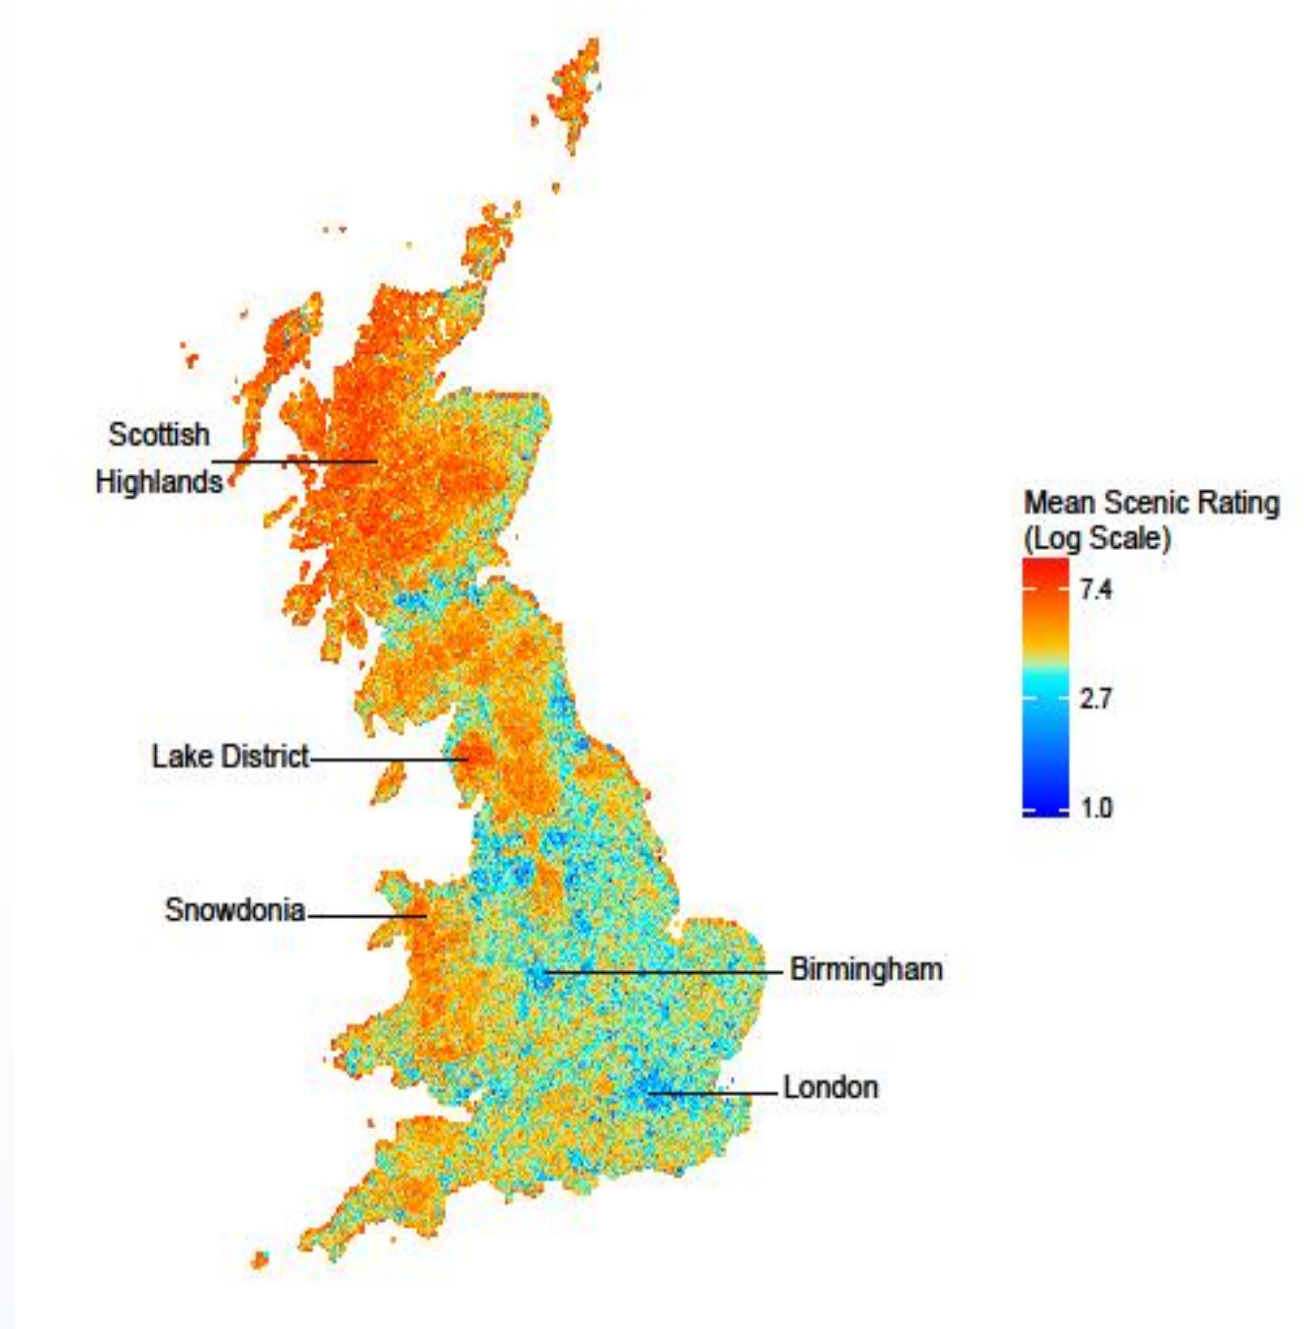 Scottish
Highlands
Mean Scenic Rating
(Log Scale)
7.4
2.7
1.0
Lake District
Snowdonia
Birmingham
London